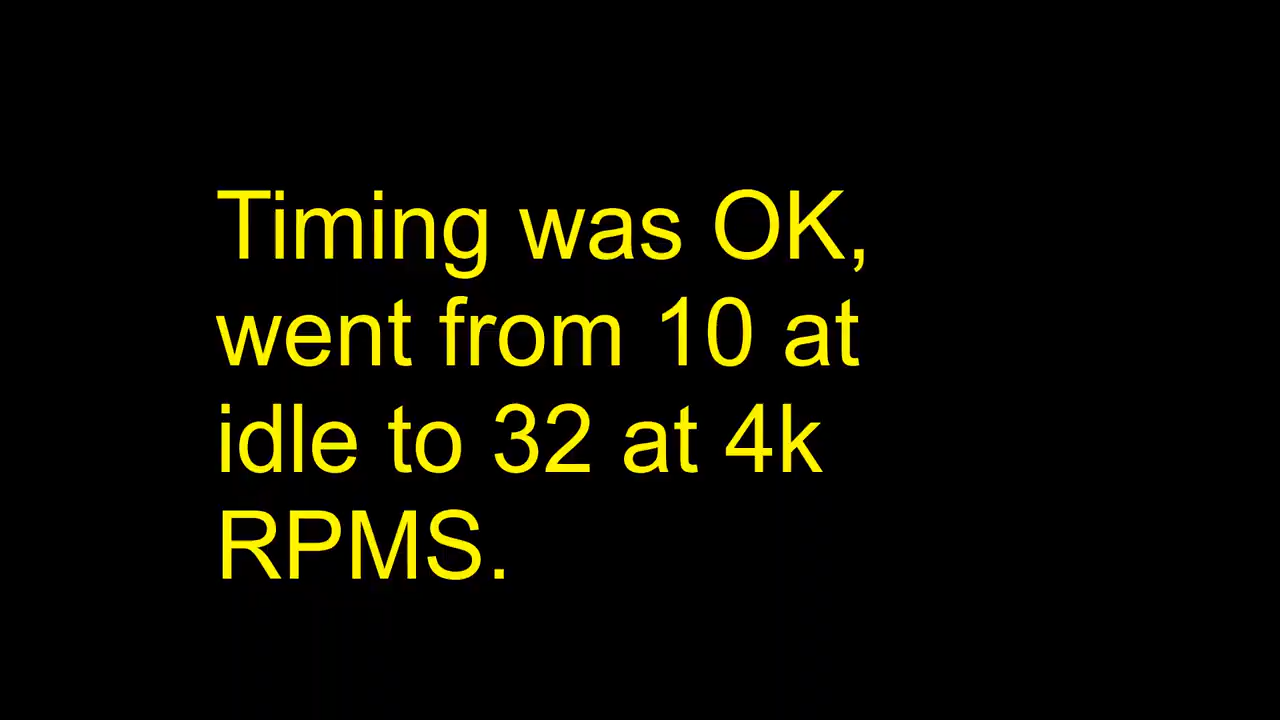 Timing was OK,
went from 10 at
idle to 32 at 4k
RPMS.